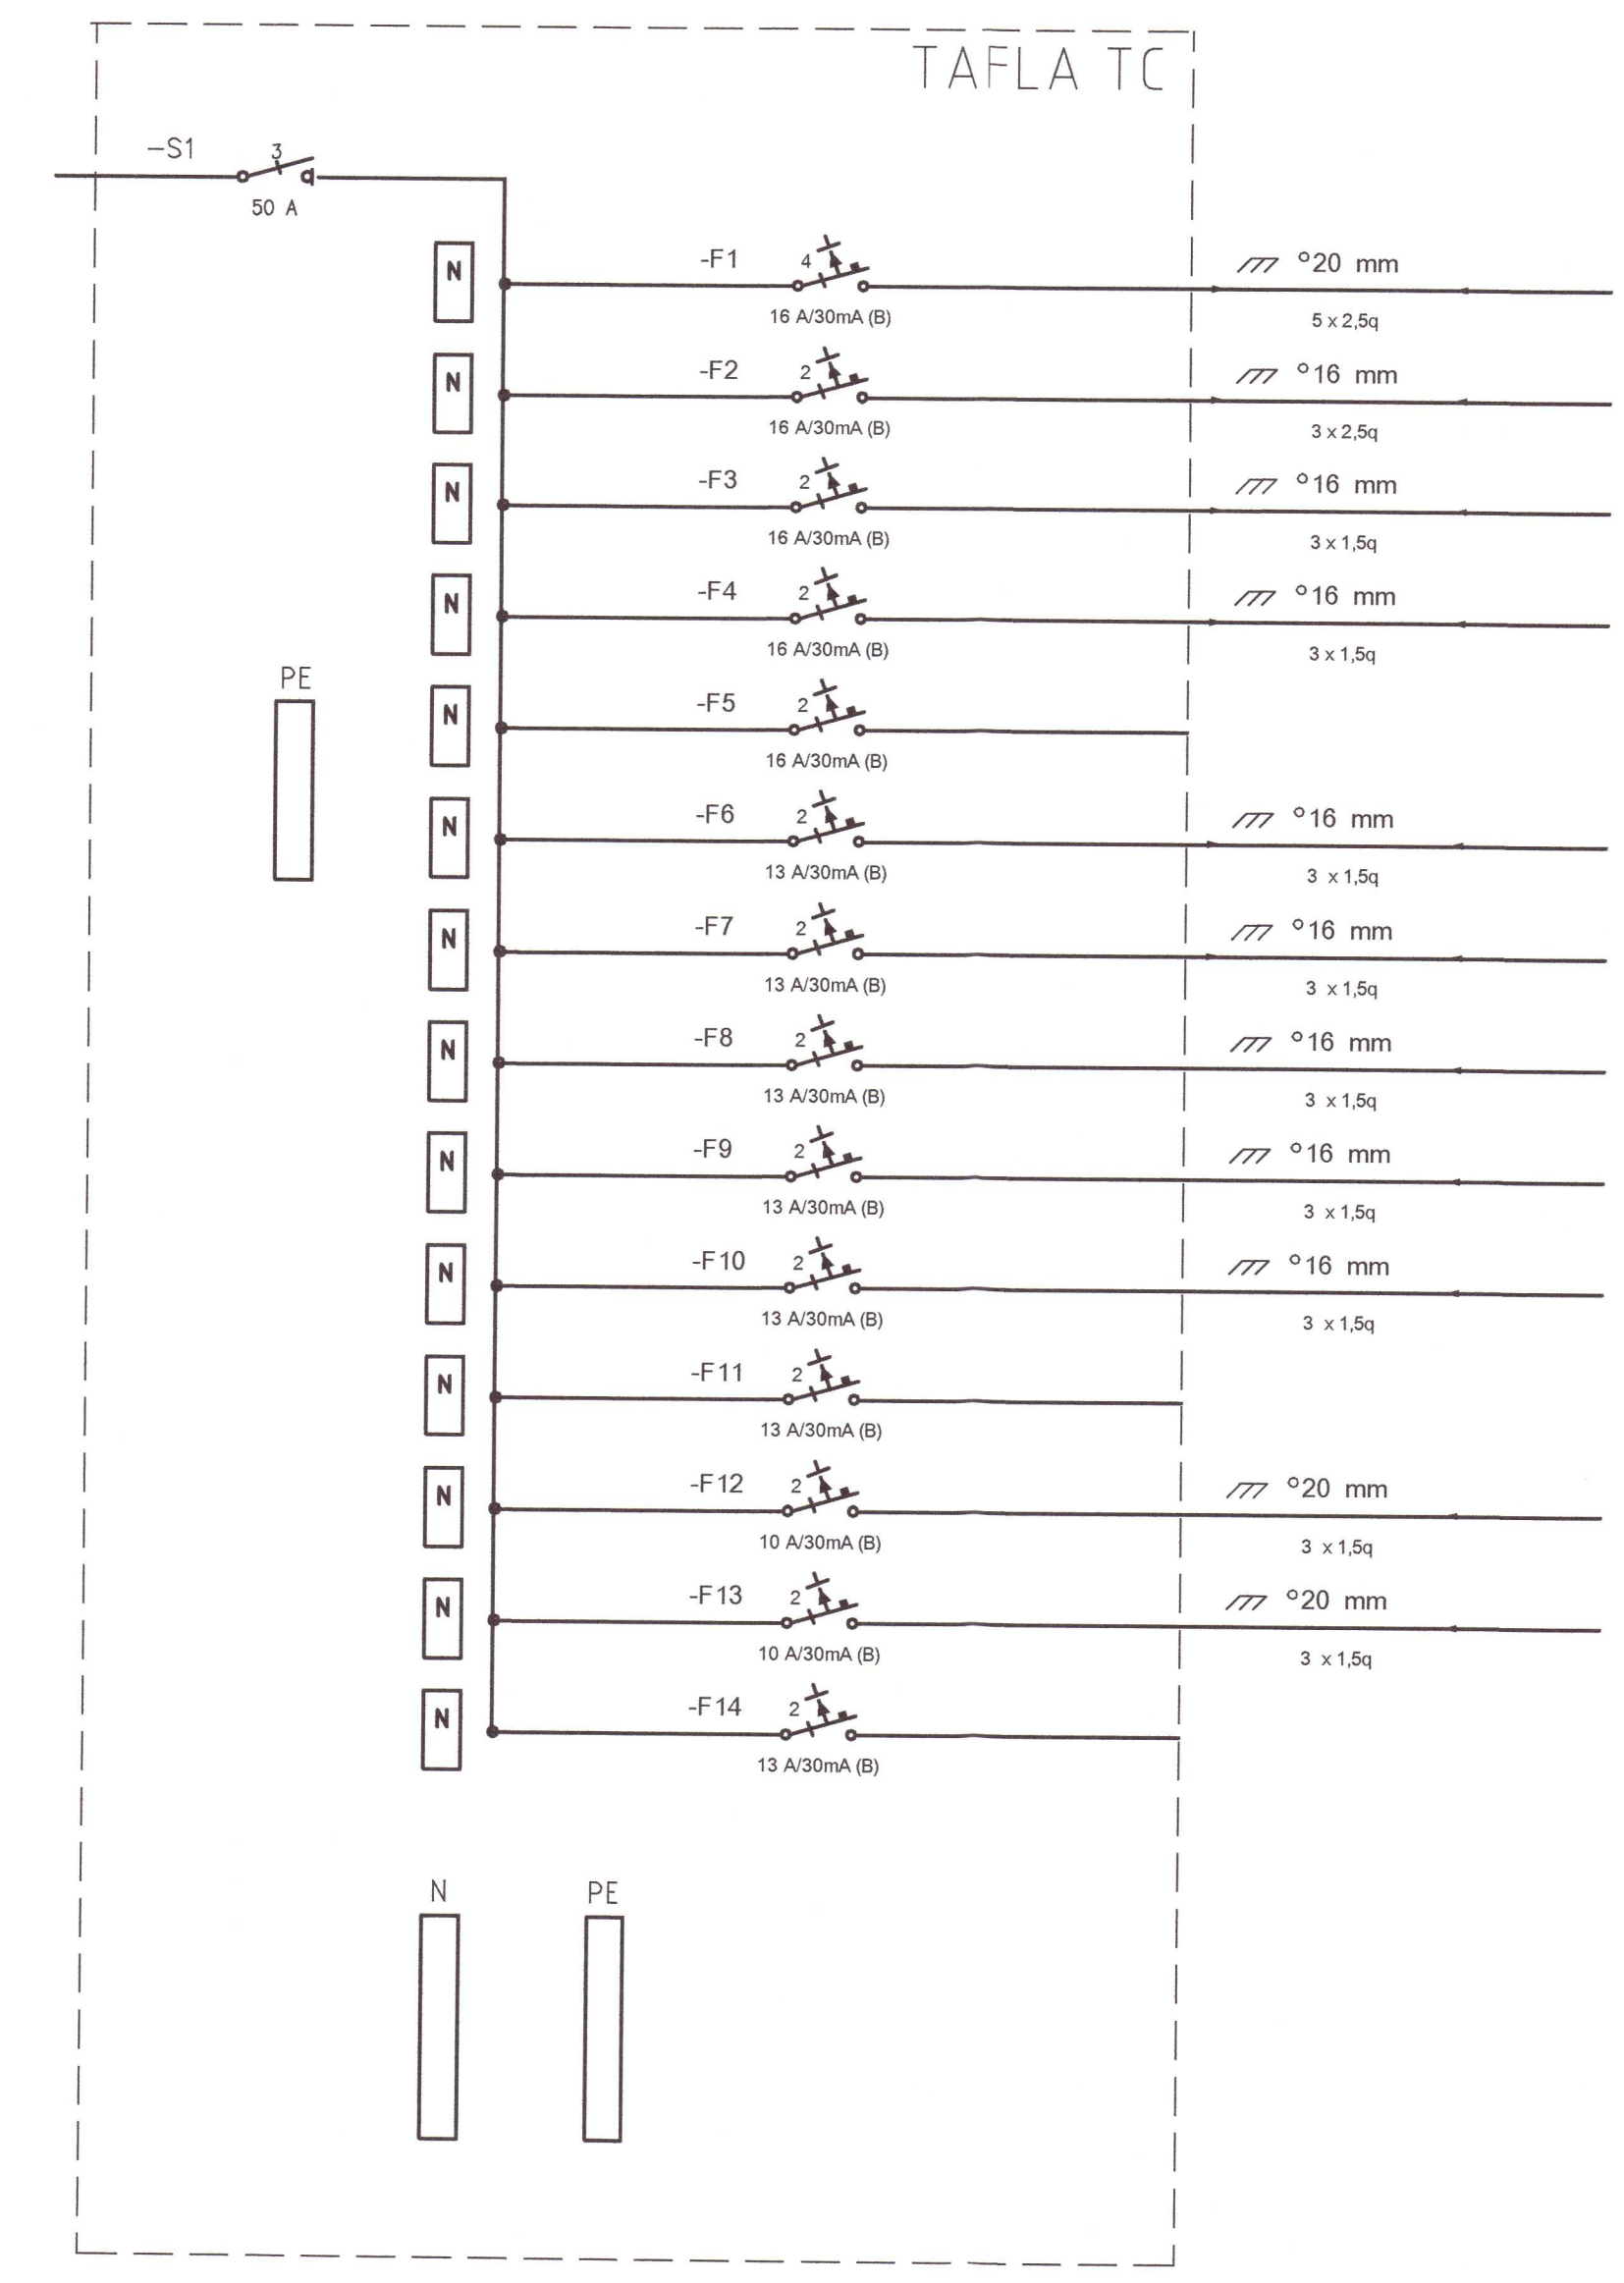 TAFLA TC
-S1
3
50 A
N
-F1
4
16 A/30mA (B)
°20 mm
5 x 2,5q
N
-F2
2
16 A/30mA (B)
°16 mm
3 x 2,5q
N
-F3
2
16 A/30mA (B)
°16 mm
3 x 1,5q
N
-F4
2
16 A/30mA (B)
°16 mm
3 x 1,5q
PE
N
-F5
2
16 A/30mA (B)
N
-F6
2
13 A/30mA (B)
°16 mm
3 x 1,5q
N
-F7
2
13 A/30mA (B)
°16 mm
3 x 1,5q
N
-F8
2
13 A/30mA (B)
°16 mm
3 x 1,5q
N
-F9
2
13 A/30mA (B)
°16 mm
3 x 1,5q
N
-F10
2
13 A/30mA (B)
°16 mm
3 x 1,5q
N
-F11
2
13 A/30mA (B)
N
-F12
2
10 A/30mA (B)
°20 mm
3 x 1,5q
N
-F13
2
10 A/30mA (B)
°20 mm
3 x 1,5q
N
-F14
2
13 A/30mA (B)
N
PE